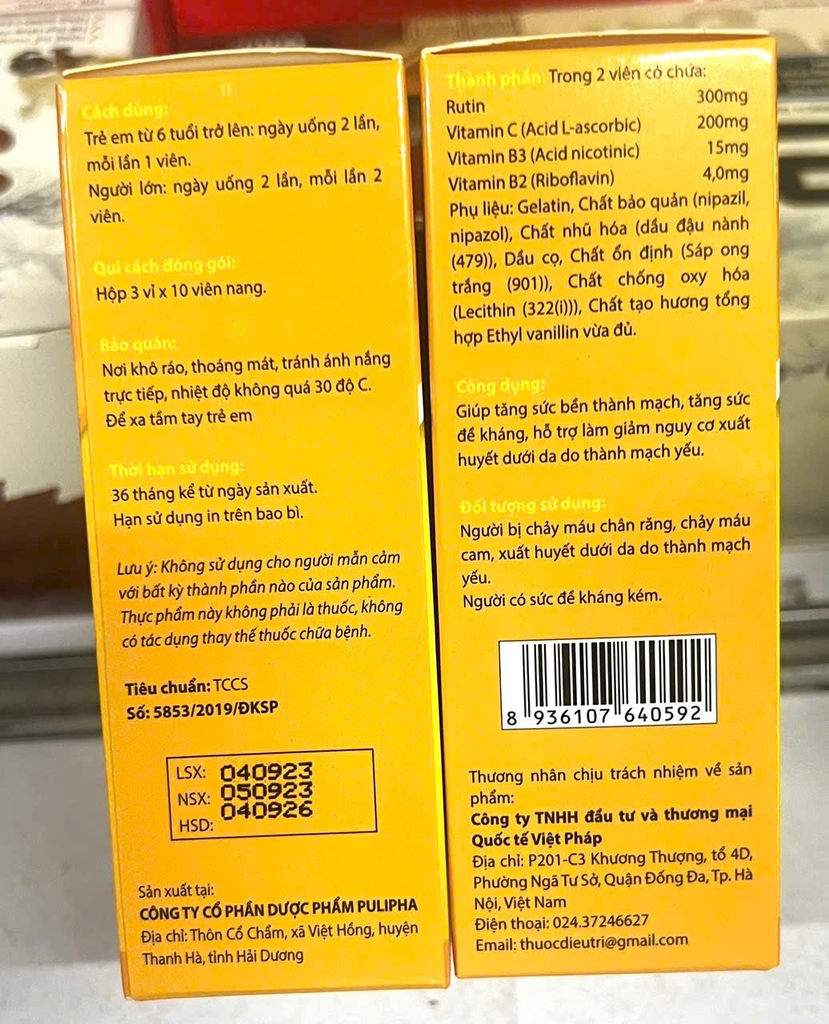 Cách dùng:
Trẻ em từ 6 tuổi trở lên: ngày uống 2 lần,
mỗi lần 1 viên.
Người lớn: ngày uống 2 lần, mỗi lần 2
viên.
Qui cách đóng gói:
Hộp 3 vỉ x 10 viên nang.
Bảo quản:
Nơi khô ráo, thoáng mát, tránh ánh nắng
trực tiếp, nhiệt độ không quá 30 độ C.
Để xa tầm tay trẻ em
Thời hạn sử dụng:
36 tháng kể từ ngày sản xuất.
Hạn sử dụng in trên bao bì.
Lưu ý: Không sử dụng cho người mẫn cảm
với bất kỳ thành phần nào của sản phẩm.
Thực phẩm này không phải là thuốc, không
có tác dụng thay thế thuốc chữa bệnh.
Tiêu chuẩn: TCCS
Số: 5853/2019/ĐKSP
LSX: 040923
NSX: 050923
HSD: 040926
Sản xuất tại:
CÔNG TY CỔ PHẦN DƯỢC PHẨM PULIPHA
Địa chỉ: Thôn Cổ Chẩm, xã Việt Hồng, huyện
Thanh Hà, tỉnh Hải Dương
Thành phần: Trong 2 viên có chứa:
Rutin 300mg
Vitamin C (Acid L-ascorbic) 200mg
Vitamin B3 (Acid nicotinic) 15mg
Vitamin B2 (Riboflavin) 4,0mg
Phụ liệu: Gelatin, Chất bảo quản (nipazil,
nipazol), Chất nhũ hóa (dầu đậu nành
(479)), Dầu cọ, Chất ổn định (Sáp ong
trắng (901)), Chất chống oxy hóa
(Lecithin (322(i))), Chất tạo hương tổng
hợp Ethyl vanillin vừa đủ.
Công dụng:
Giúp tăng sức bền thành mạch, tăng sức
đề kháng, hỗ trợ làm giảm nguy cơ xuất
huyết dưới da do thành mạch yếu.
Đối tượng sử dụng:
Người bị chảy máu chân răng, chảy máu
cam, xuất huyết dưới da do thành mạch
yếu.
Người có sức đề kháng kém.
8 936107 640592
Thương nhân chịu trách nhiệm về sản
phẩm:
Công ty TNHH đầu tư và thương mại
Quốc tế Việt Pháp
Địa chỉ: P201-C3 Khương Thượng, tổ 4D,
Phường Ngã Tư Sở, Quận Đống Đa, Tp. Hà
Nội, Việt Nam
Điện thoại: 024.37246627
Email: thuocdieutri@gmail.com